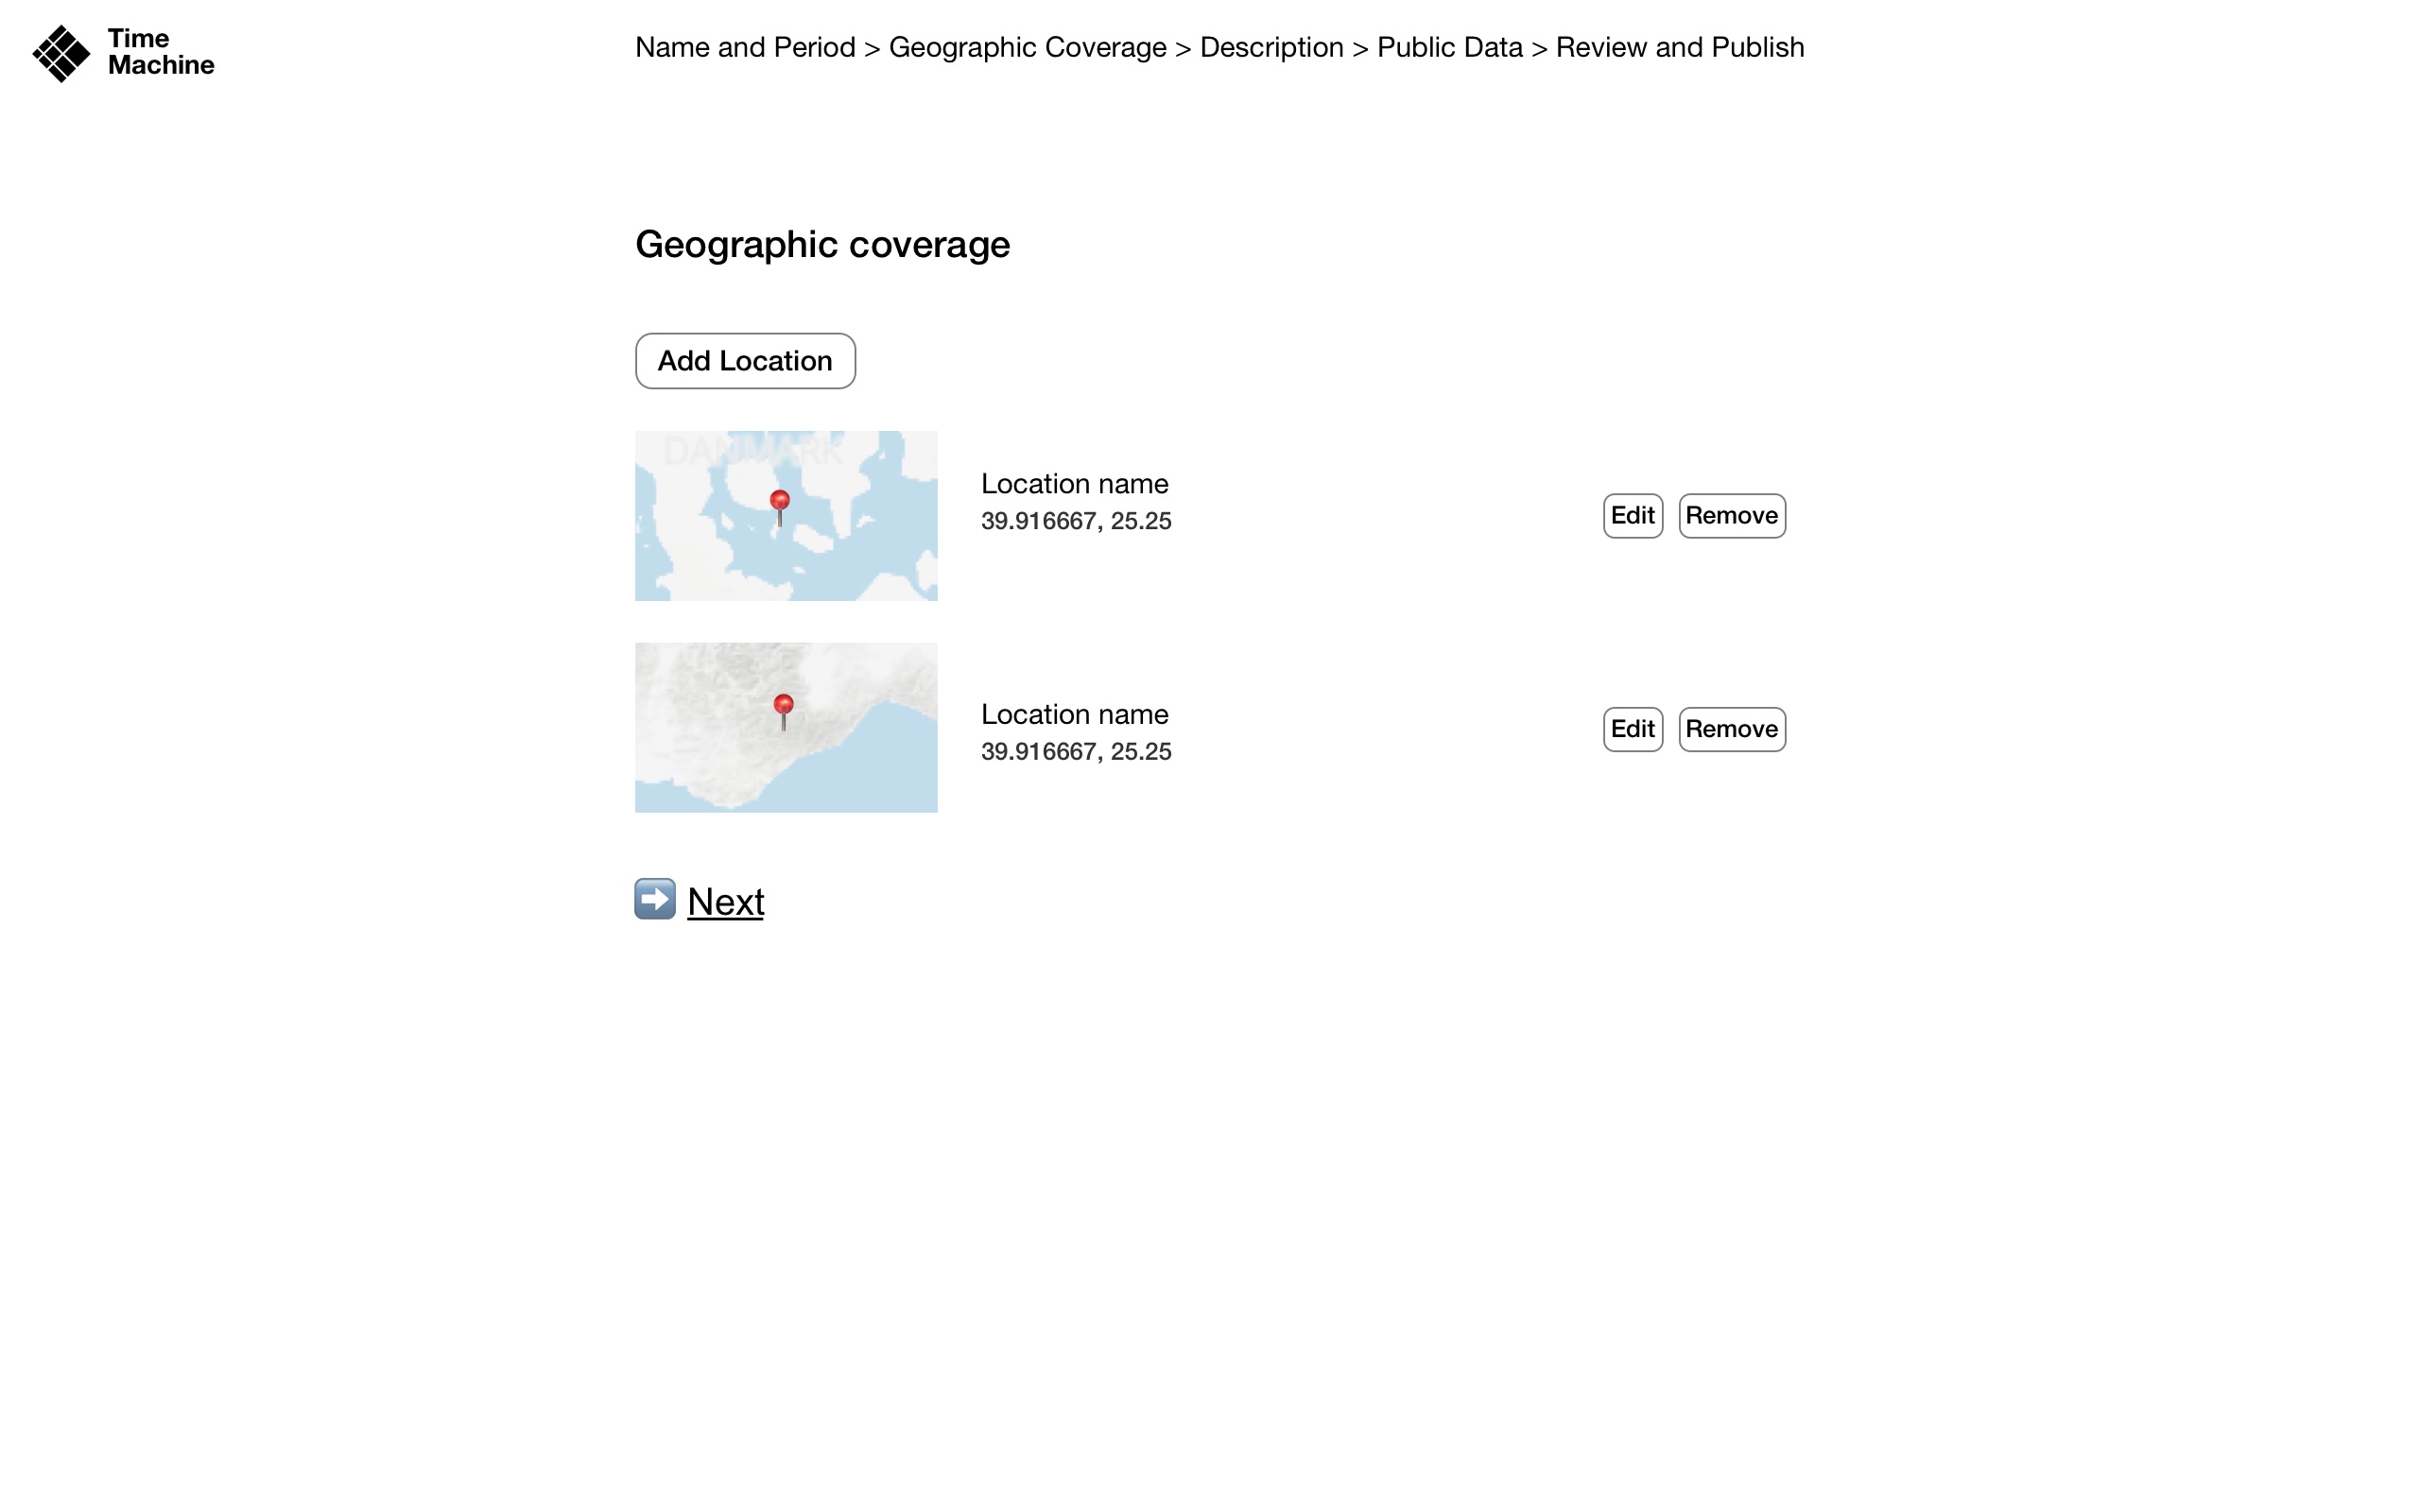 Time
Machine
Name and Period > Geographic Coverage > Description > Public Data > Review and Publish
Geographic coverage
Add Location
DANMARK
Location name
39.916667, 25.25
Edit
Remove
Location name
39.916667, 25.25
Edit
Remove
Next